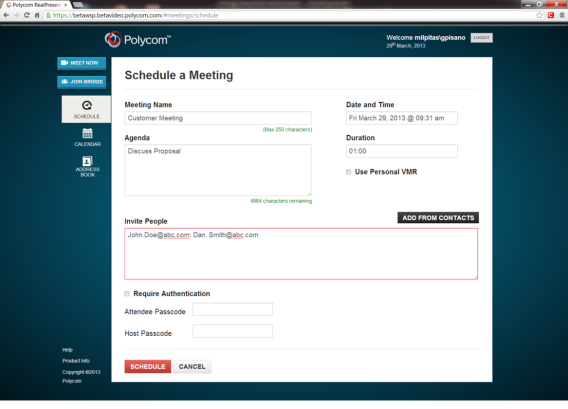 Polycom RealPresenc
https://betawsp.betavideo.polycom.com/#meetings/schedule
Polycom™
Welcome milpitas\gpisano
LOGOUT
29th March, 2013
MEET NOW
JOIN BRIDGE
SCHEDULE
CALENDAR
ADDRESS
BOOK
Schedule a Meeting
Meeting Name
Customer Meeting
(Max 250 characters)
Agenda
Discuss Proposal
4984 characters remaining
Date and Time
Fri March 29, 2013 @ 09:31 am
Duration
01:00
Use Personal VMR
ADD FROM CONTACTS
Invite People
John.Doe@abc.com; Dan. Smith@abc.com
Require Authentication
Attendee Passcode
Host Passcode
SCHEDULE
CANCEL
Help
Product Info
Copyright ©2013
Polycom